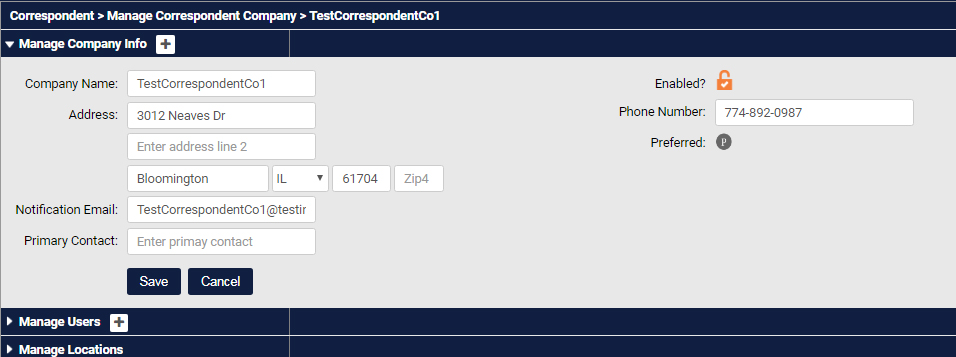 Correspondent > Manage Correspondent Company > TestCorrespondentCo1
Manage Company Info +
Company Name: TestCorrespondentCo1 Enabled?
Address: 3012 Neaves Dr Phone Number: 774-892-0987
Enter address line 2 Preferred: P
Bloomington IL 61704 Zip4
Notification Email: TestCorrespondentCo1@testir
Primary Contact: Enter primay contact
Save Cancel
Manage Users +
Manage Locations